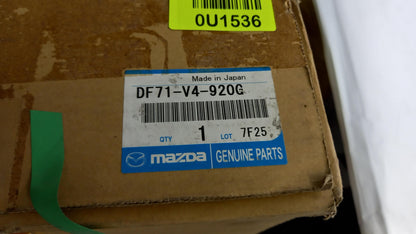 0U1536
Made in Japan
DF71-V4-920G
QTY 1 LOT 7F25
mazda GENUINE PARTS